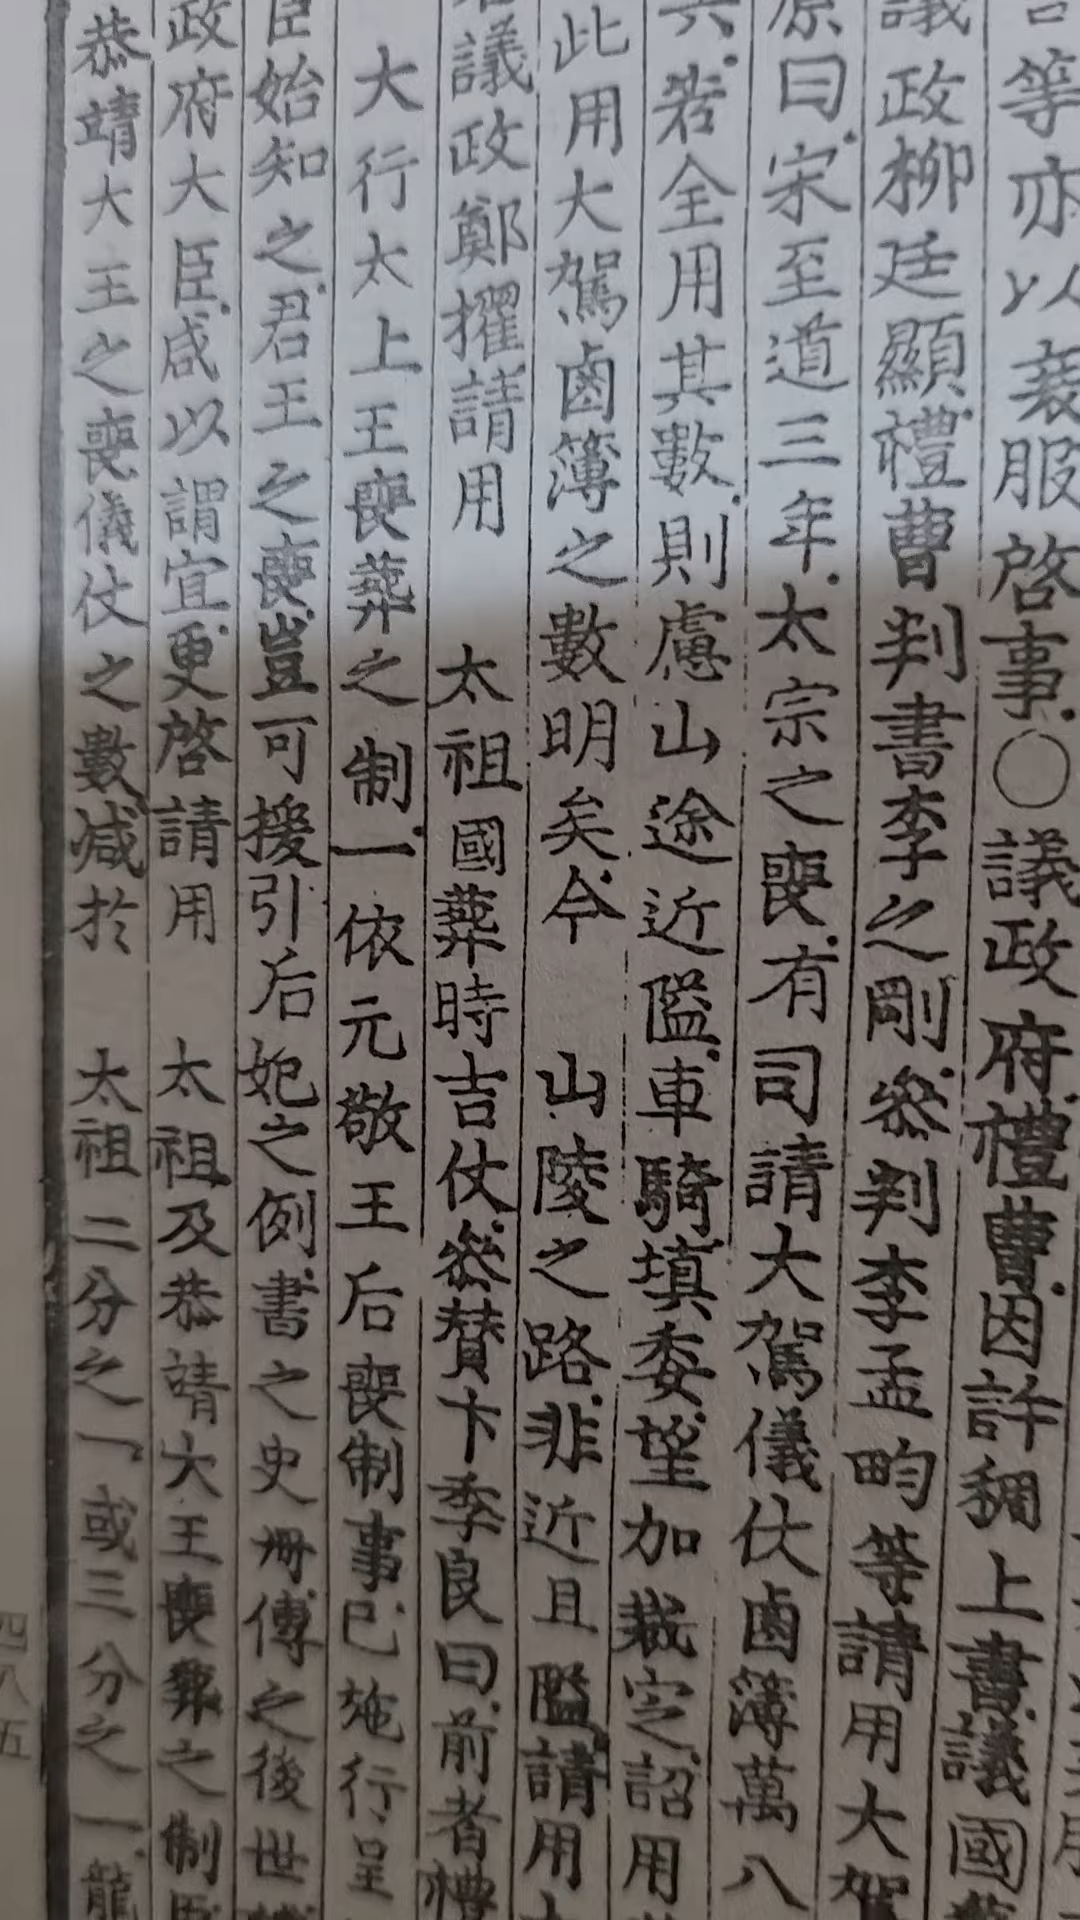 等亦以衰服啓事○議政府禮曹因許稠上書議國
議政柳廷顯禮曹判書李之剛參判李孟畇等請用大駕
原曰宋至道三年太宗之喪有司請大駕儀仗鹵簿萬八
若全用其數則慮山途近隘車騎填委望加裁定詔用
此用大駕鹵簿之數明矣今 山陵之路非近且隘請用
議政鄭擢請用 太祖國葬時吉仗參贊卞季良曰前者禮
大行太上王喪葬之制一依元敬王后喪制事已施行呈
臣始知之君王之喪豈可援引后妃之例書之史冊傳之後世
政府大臣咸以謂宜更啓請用 太祖及恭靖大王喪葬之制
恭靖大王之喪儀仗之數減於 太祖二分之一或三分之一龍
四八五